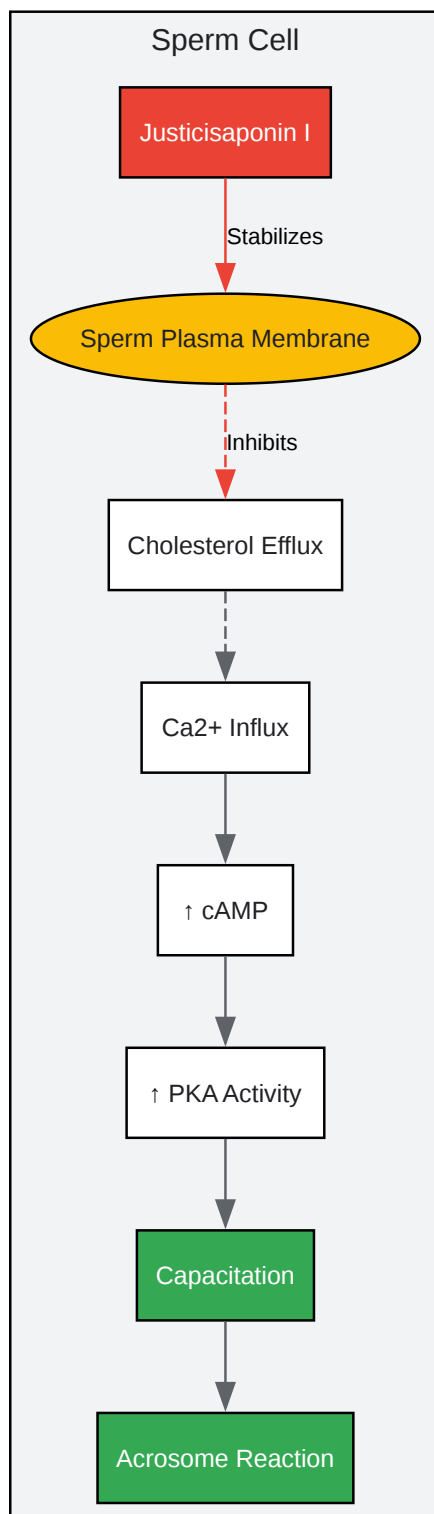 Sperm Cell
Justicisaponin I
Stabilizes
Sperm Plasma Membrane
Inhibits
Cholesterol Efflux
Ca2+ Influx
↑ cAMP
↑ PKA Activity
Capacitation
Acrosome Reaction